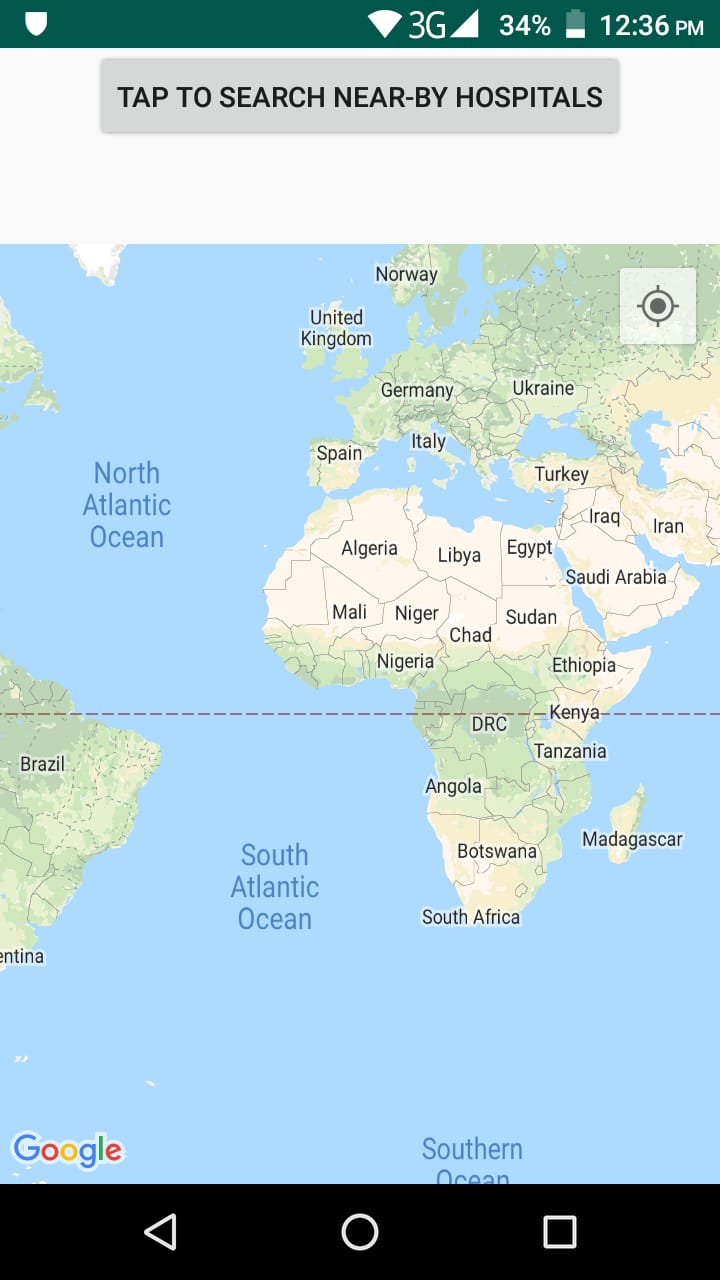 3G 34% 12:36 PM
TAP TO SEARCH NEAR-BY HOSPITALS
Norway
United
Kingdom
Germany
Ukraine
Italy
Spain
Turkey
North
Atlantic
Ocean
Iraq
Iran
Algeria
Libya
Egypt
Saudi Arabia
Mali
Niger
Sudan
Chad
Nigeria
Ethiopia
Kenya
DRC
Tanzania
Brazil
Angola
Madagascar
Botswana
South
Atlantic
Ocean
South Africa
entina
Google
Southern
Ocean